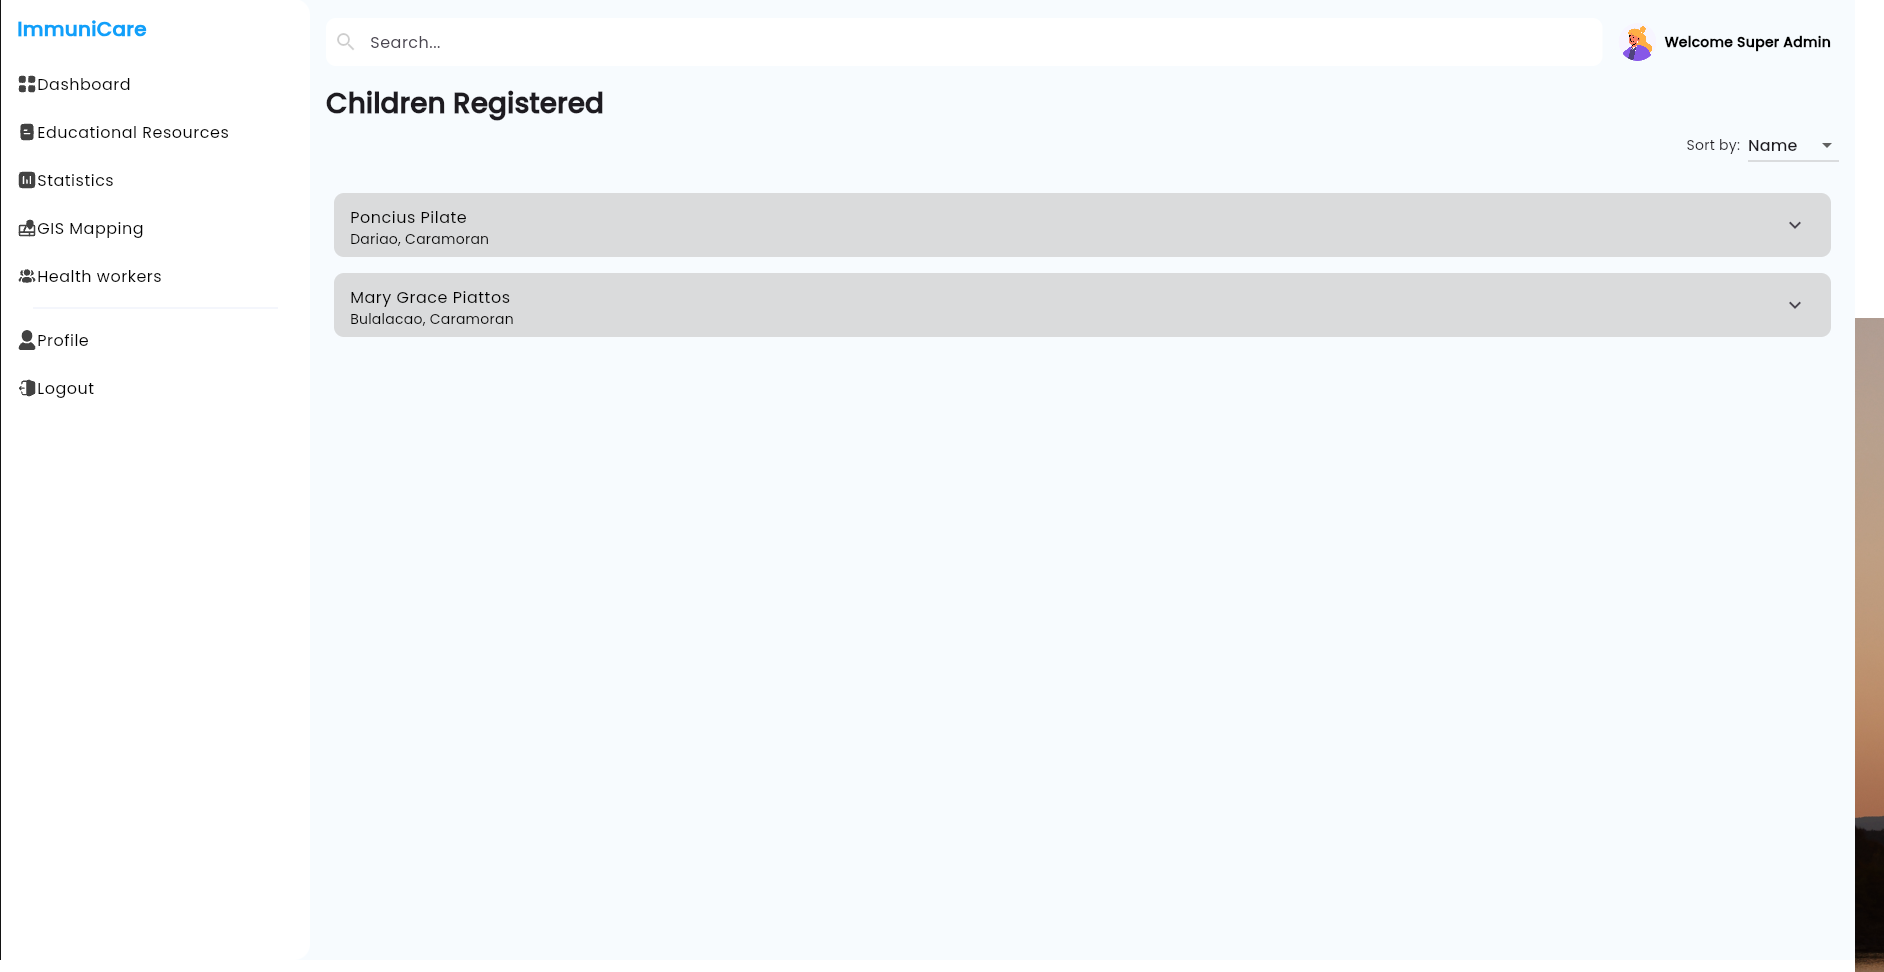 ImmuniCare
Dashboard
Educational Resources
Statistics
GIS Mapping
Health workers
Profile
Logout
Search...
Welcome Super Admin
Children Registered
Sort by: Name
Poncius Pilate
Dariao, Caramoran
Mary Grace Piattos
Bulalacao, Caramoran